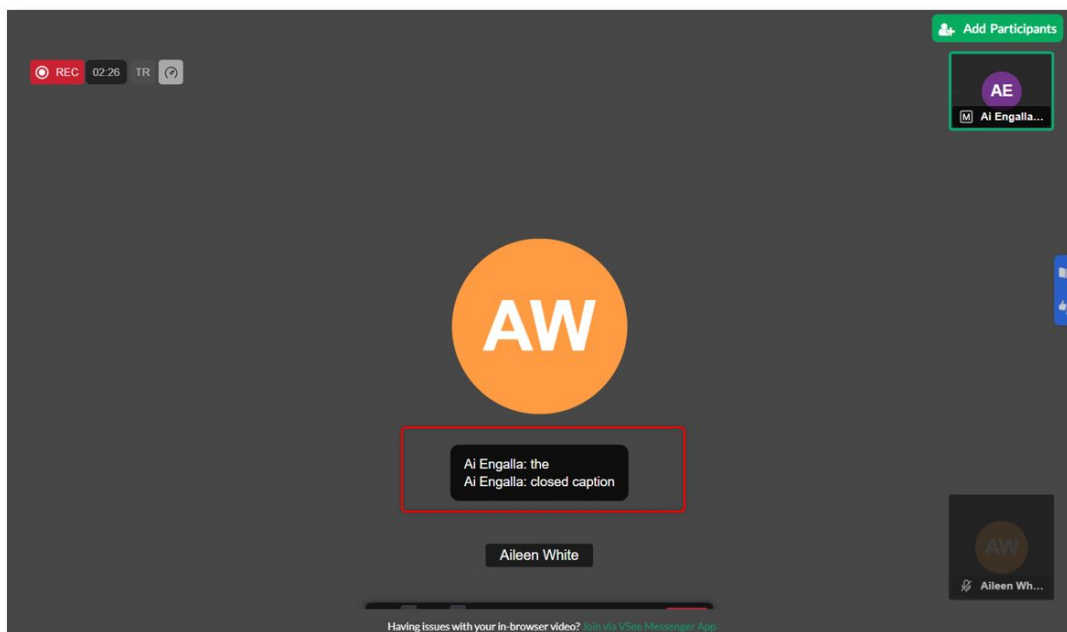 Add Participants
REC 02:26 TR
AE
M Ai Engalla...
AW
Ai Engalla: the
Ai Engalla: closed caption
Aileen White
AW
Aileen Wh...
Having issues with your in-browser video? Join via VSee Messenger App